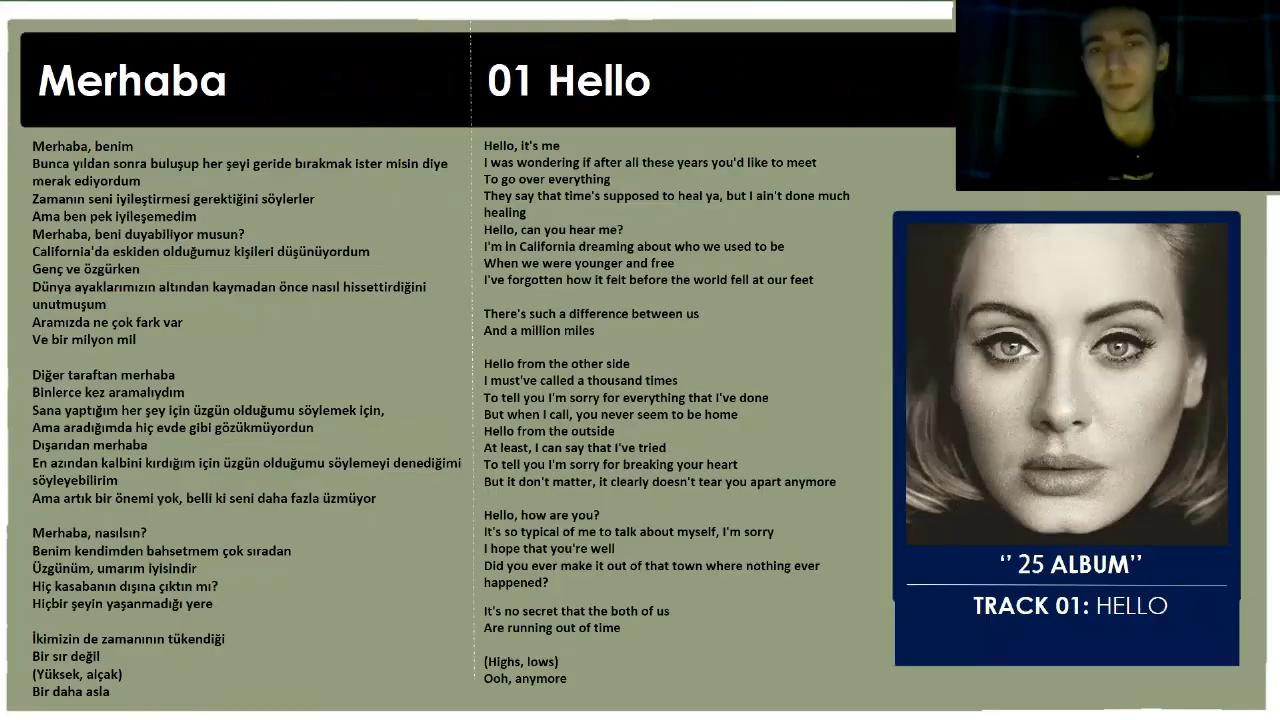 Merhaba
Merhaba, benim
Bunca yıldan sonra buluşup her şeyi geride bırakmak ister misin diye
merak ediyordum
Zamanın seni iyileştirmesi gerektiğini söylerler
Ama ben pek iyileşemedim
Merhaba, beni duyabiliyor musun?
California'da eskiden olduğumuz kişileri düşünüyordum
Genç ve özgürken
Dünya ayaklarımızın altından kaymadan önce nasıl hissettirdiğini
unutmuşum
Aramızda ne çok fark var
Ve bir milyon mil
Diğer taraftan merhaba
Binlerce kez aramalıydım
Sana yaptığım her şey için üzgün olduğumu söylemek için,
Ama aradığımda hiç evde gibi gözükmüyordun
Dışarıdan merhaba
En azından kalbini kırdığım için üzgün olduğumu söylemeyi denediğimi
söyleyebilirim
Ama artık bir önemi yok, belli ki seni daha fazla üzmüyor
Merhaba, nasılsın?
Benim kendimden bahsetmem çok sıradan
Üzgünüm, umarım iyisindir
Hiç kasabanın dışına çıktın mı?
Hiçbir şeyin yaşanmadığı yere
İkimizin de zamanının tükendiği
Bir sır değil
(Yüksek, alçak)
Bir daha asla
01 Hello
Hello, it's me
I was wondering if after all these years you'd like to meet
To go over everything
They say that time's supposed to heal ya, but I ain't done much
healing
Hello, can you hear me?
I'm in California dreaming about who we used to be
When we were younger and free
I've forgotten how it felt before the world fell at our feet
There's such a difference between us
And a million miles
Hello from the other side
I must've called a thousand times
To tell you I'm sorry for everything that I've done
But when I call, you never seem to be home
Hello from the outside
At least, I can say that I've tried
To tell you I'm sorry for breaking your heart
But it don't matter, it clearly doesn't tear you apart anymore
Hello, how are you?
It's so typical of me to talk about myself, I'm sorry
I hope that you're well
Did you ever make it out of that town where nothing ever
happened?
It's no secret that the both of us
Are running out of time
(Highs, lows)
Ooh, anymore
‘’ 25 ALBUM’’
TRACK 01: HELLO